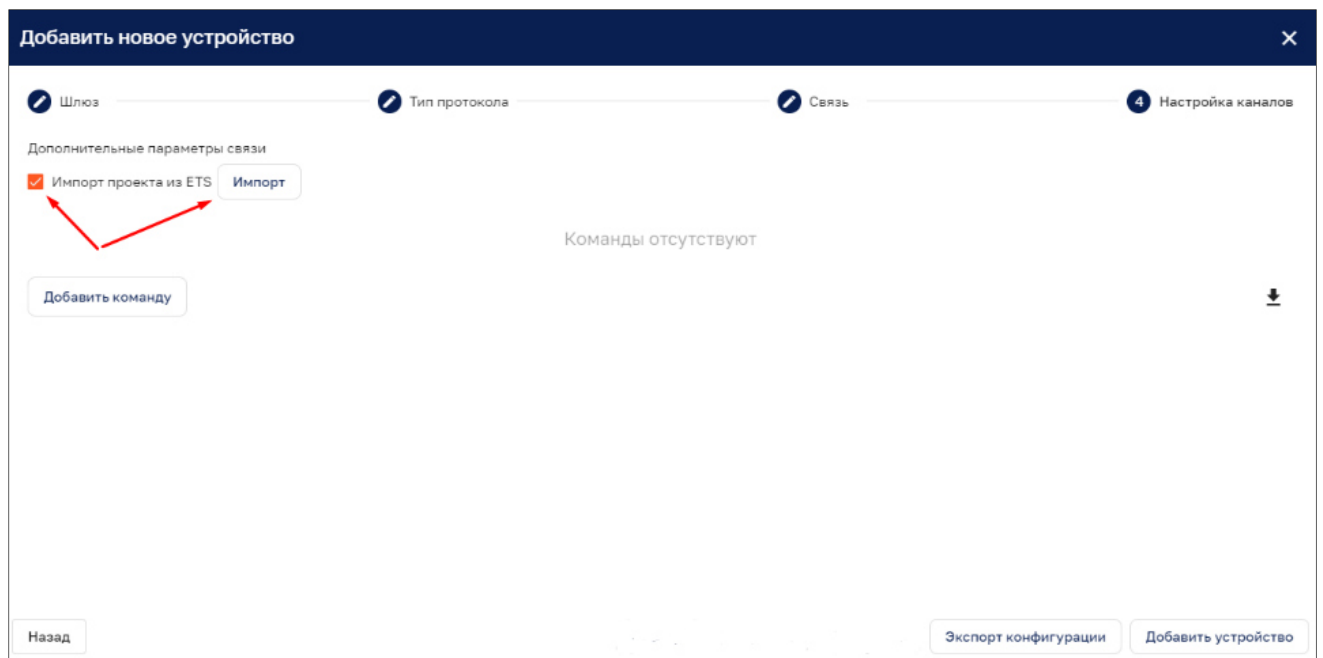 Добавить новое устройство
Шлюз Тип протокола Связь 4 Настройка каналов
Дополнительные параметры связи
Импорт проекта из ETS Импорт
Команды отсутствуют
Добавить команду
Назад Экспорт конфигурации Добавить устройство